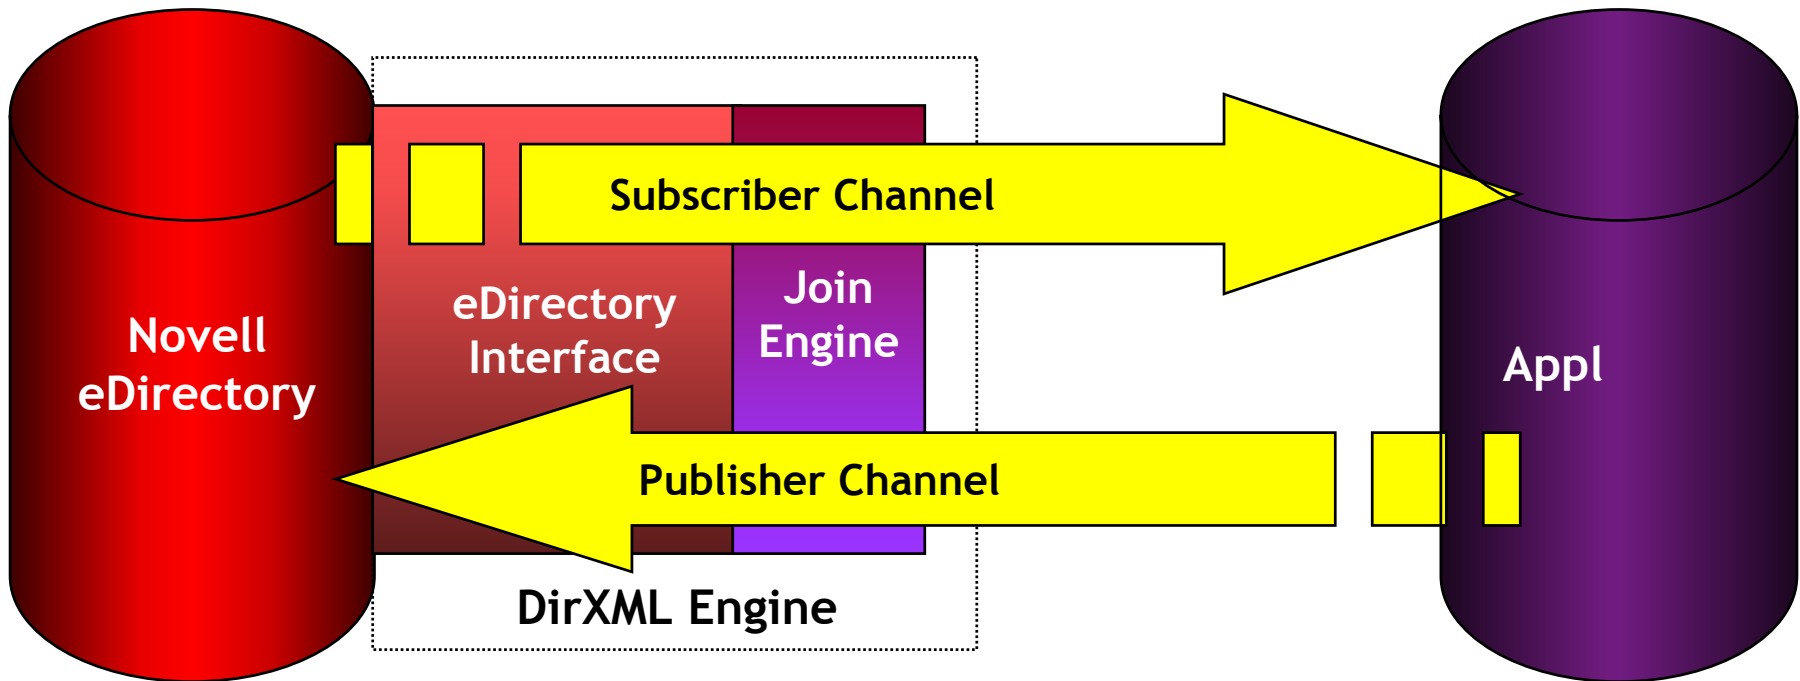 Subscriber Channel
Novell
eDirectory
eDirectory
Interface
Join
Engine
Appl
Publisher Channel
DirXML Engine